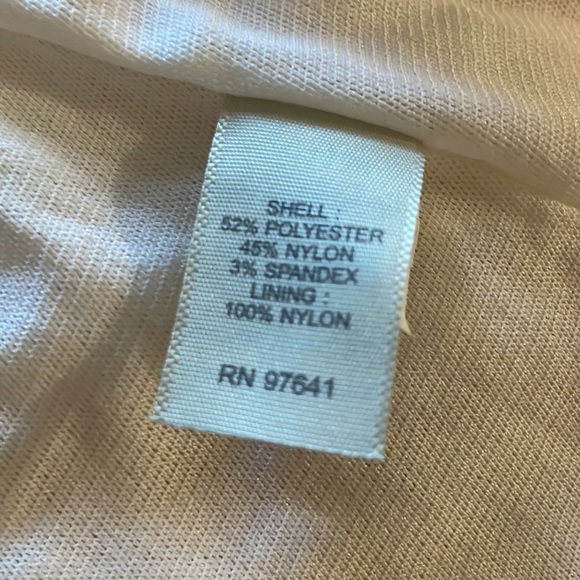 SHELL :
52% POLYESTER
45% NYLON
3% SPANDEX
LINING :
100% NYLON
RN 97641